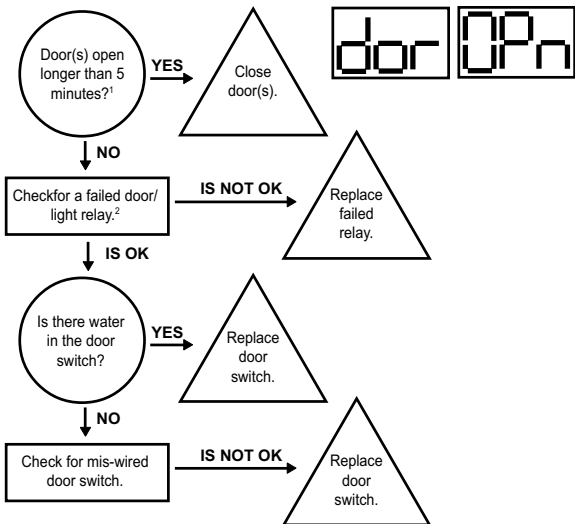 Door(s) open
longer than 5
minutes?¹
YES
Close
door(s).
dor
OPn
NO
Checkfor a failed door/
light relay.²
IS NOT OK
Replace
failed
relay.
IS OK
Is there water
in the door
switch?
YES
Replace
door
switch.
NO
Check for mis-wired
door switch.
IS NOT OK
Replace
door
switch.